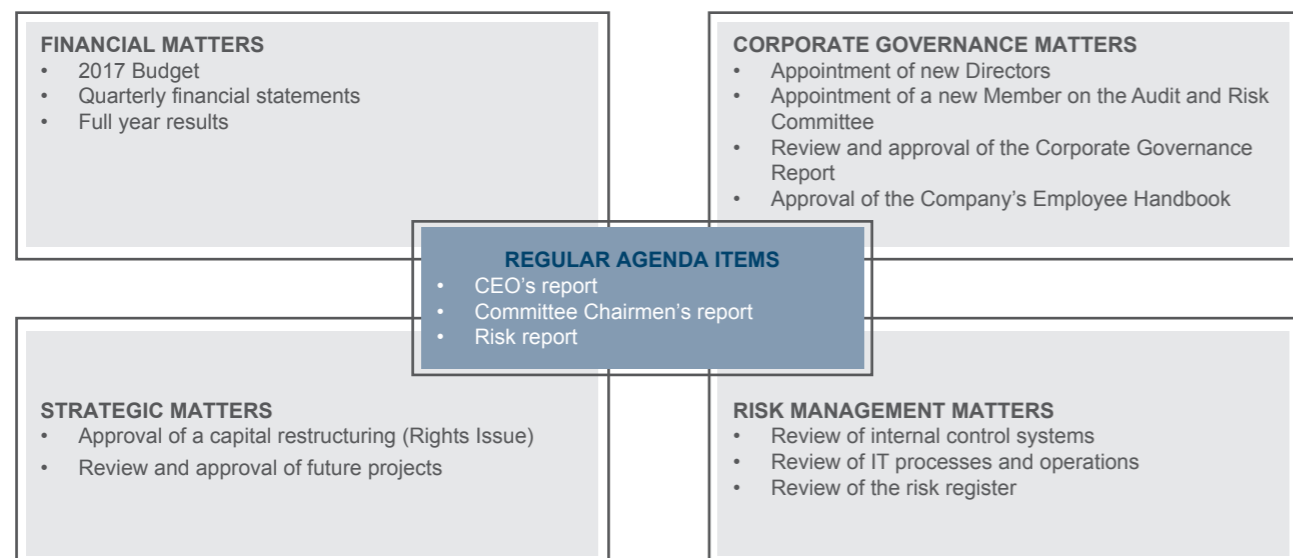 FINANCIAL MATTERS
• 2017 Budget
• Quarterly financial statements
• Full year results
CORPORATE GOVERNANCE MATTERS
• Appointment of new Directors
• Appointment of a new Member on the Audit and Risk
Committee
• Review and approval of the Corporate Governance
Report
• Approval of the Company’s Employee Handbook
REGULAR AGENDA ITEMS
• CEO’s report
• Committee Chairmen’s report
• Risk report
STRATEGIC MATTERS
• Approval of a capital restructuring (Rights Issue)
• Review and approval of future projects
RISK MANAGEMENT MATTERS
• Review of internal control systems
• Review of IT processes and operations
• Review of the risk register